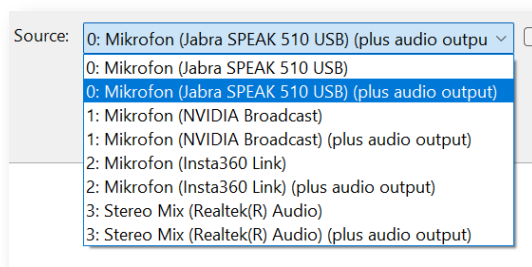 Source: 0: Mikrofon (Jabra SPEAK 510 USB) (plus audio outpu
0: Mikrofon (Jabra SPEAK 510 USB)
0: Mikrofon (Jabra SPEAK 510 USB) (plus audio output)
1: Mikrofon (NVIDIA Broadcast)
1: Mikrofon (NVIDIA Broadcast) (plus audio output)
2: Mikrofon (Insta360 Link)
2: Mikrofon (Insta360 Link) (plus audio output)
3: Stereo Mix (Realtek(R) Audio)
3: Stereo Mix (Realtek(R) Audio) (plus audio output)